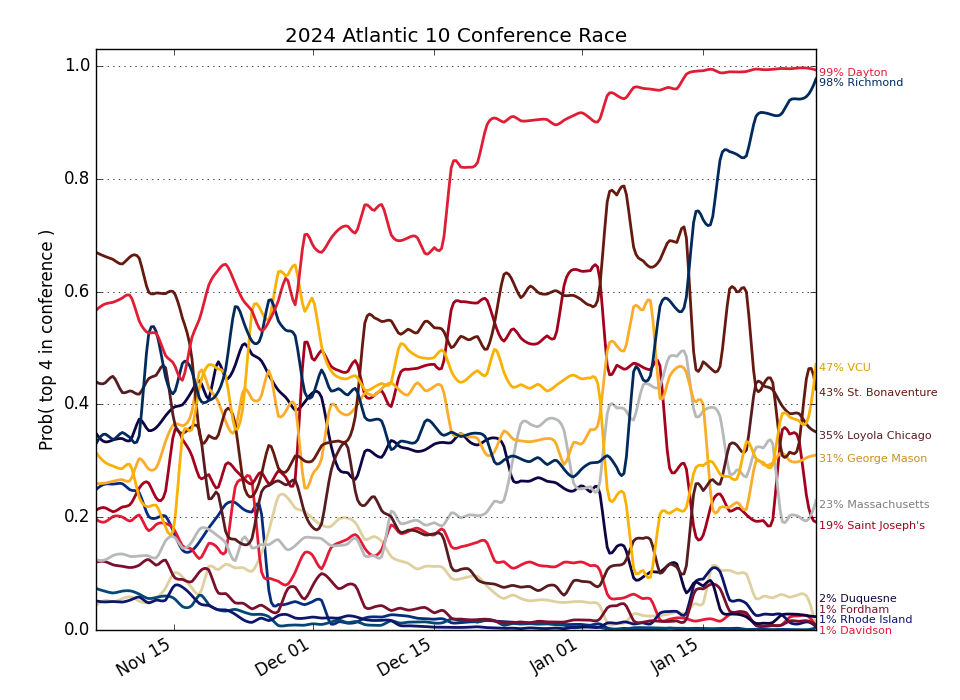 2024 Atlantic 10 Conference Race
Prob( top 4 in conference )
1.0
0.8
0.6
0.4
0.2
0.0
Nov 15
Dec 01
Dec 15
Jan 01
Jan 15
99% Dayton
98% Richmond
47% VCU
43% St. Bonaventure
35% Loyola Chicago
31% George Mason
23% Massachusetts
19% Saint Joseph's
2% Duquesne
1% Fordham
1% Rhode Island
1% Davidson